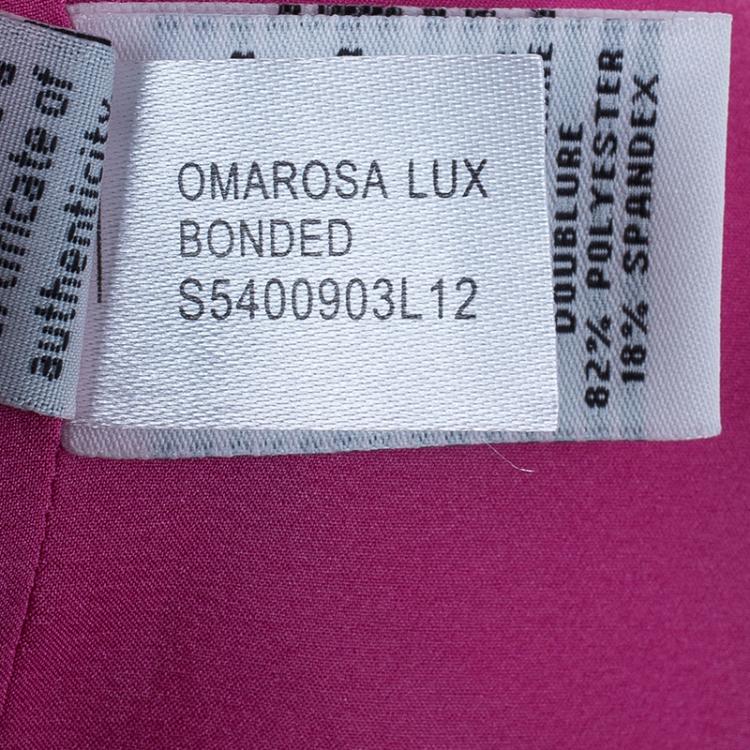 OMAROSA LUX
BONDED
S5400903L12
DOUBLURE
82% POLYESTER
18% SPANDEX
authenticity